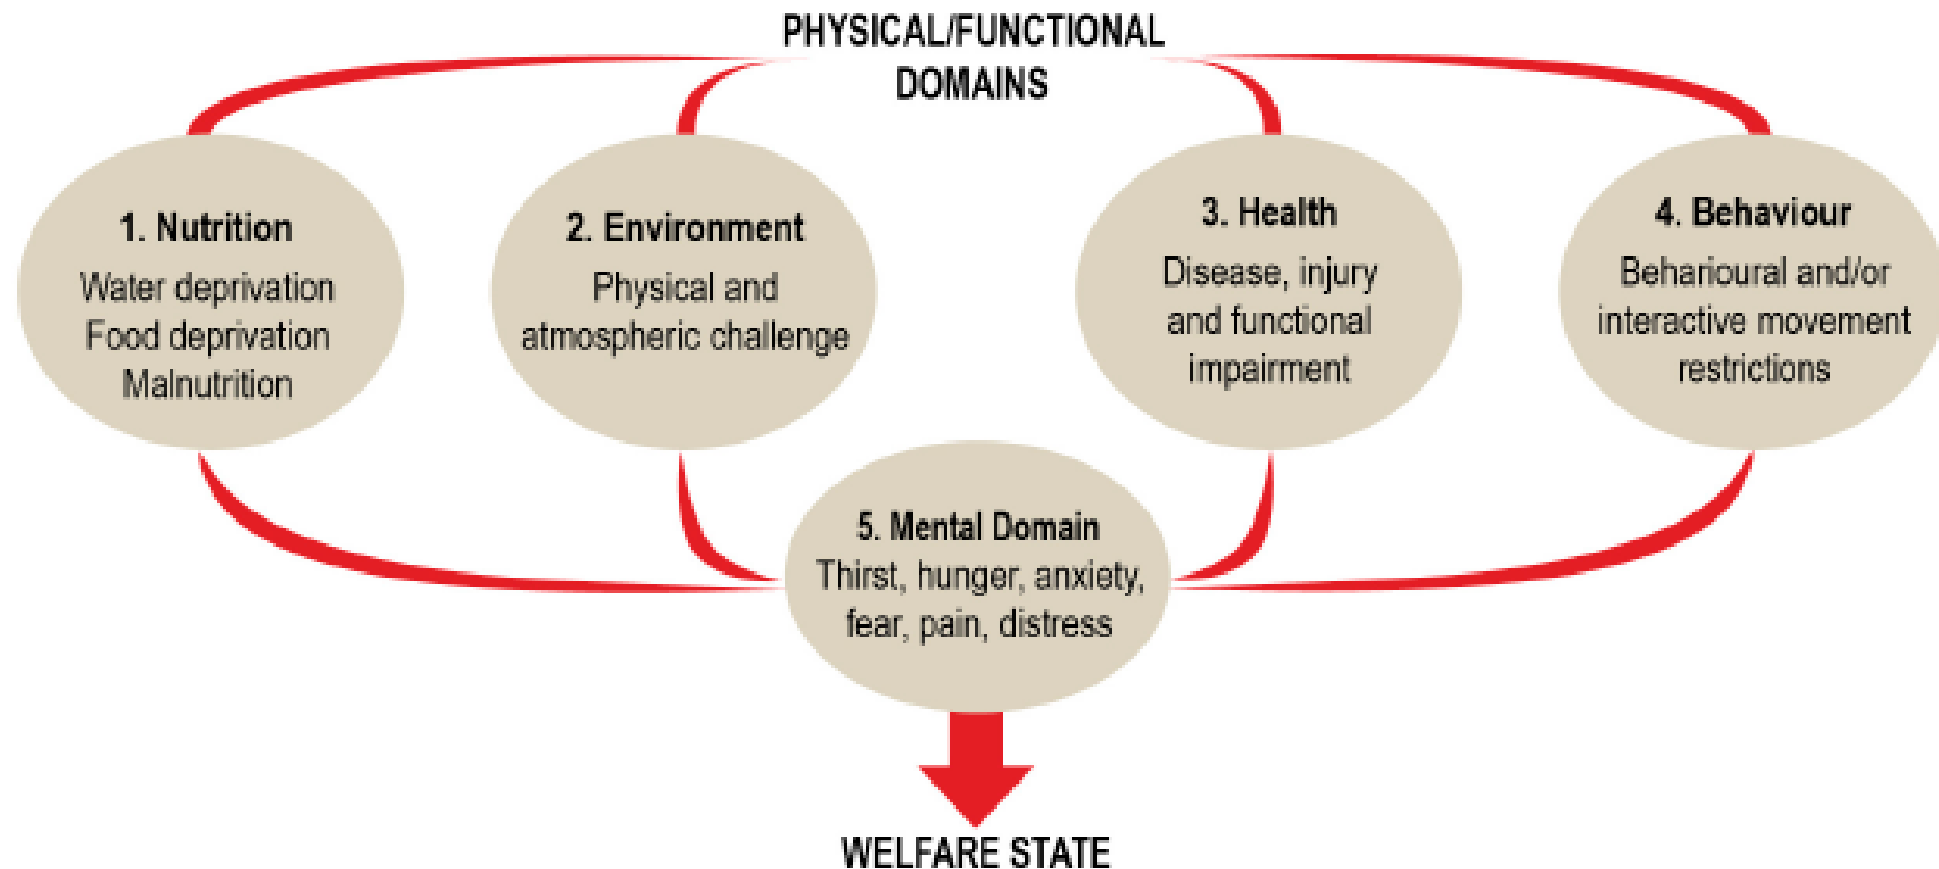 PHYSICAL/FUNCTIONAL
DOMAINS
1. Nutrition
Water deprivation
Food deprivation
Malnutrition
2. Environment
Physical and
atmospheric challenge
3. Health
Disease, injury
and functional
impairment
4. Behaviour
Beharioural and/or
interactive movement
restrictions
5. Mental Domain
Thirst, hunger, anxiety,
fear, pain, distress
WELFARE STATE